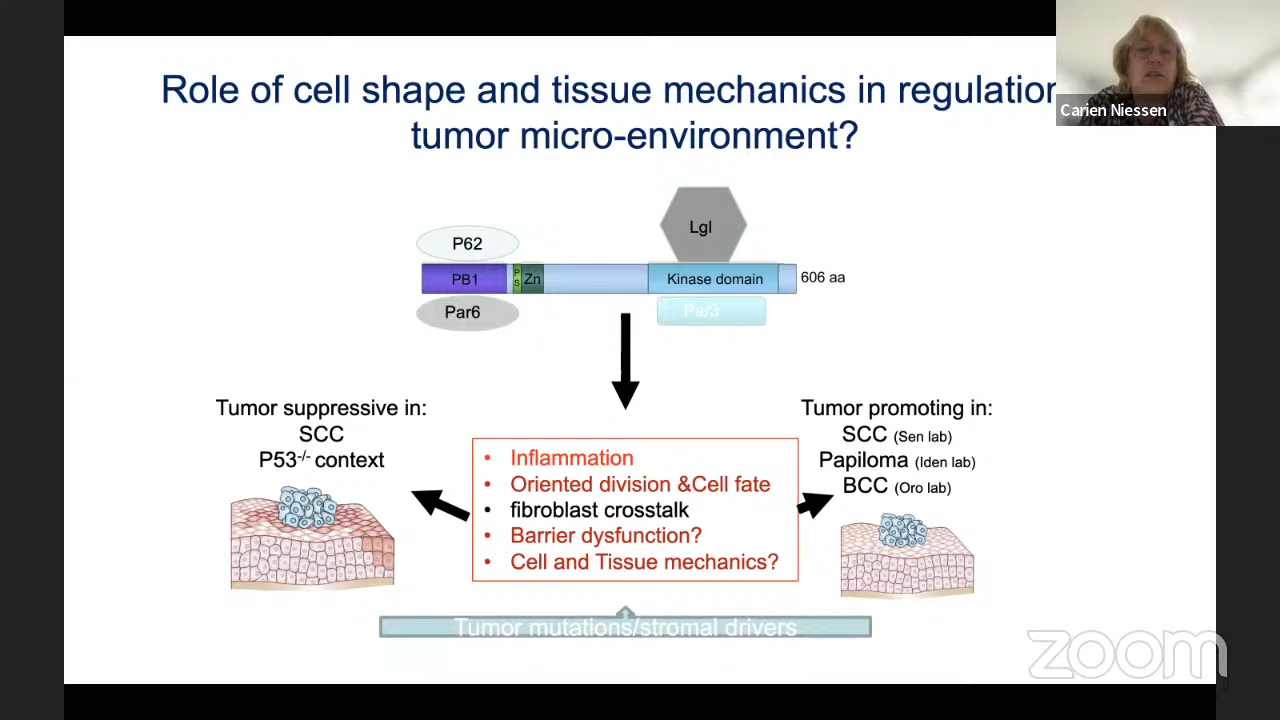 Role of cell shape and tissue mechanics in regulation
tumor micro-environment?
Carien Niessen
Lgl
P62
PB1
PS
Zn
Kinase domain
606 aa
Par6
Par3
Tumor suppressive in:
SCC
P53-/- context
Tumor promoting in:
SCC (Sen lab)
Papiloma (Iden lab)
BCC (Oro lab)
• Inflammation
• Oriented division &Cell fate
• fibroblast crosstalk
• Barrier dysfunction?
• Cell and Tissue mechanics?
Tumor mutations/stromal drivers
zoom